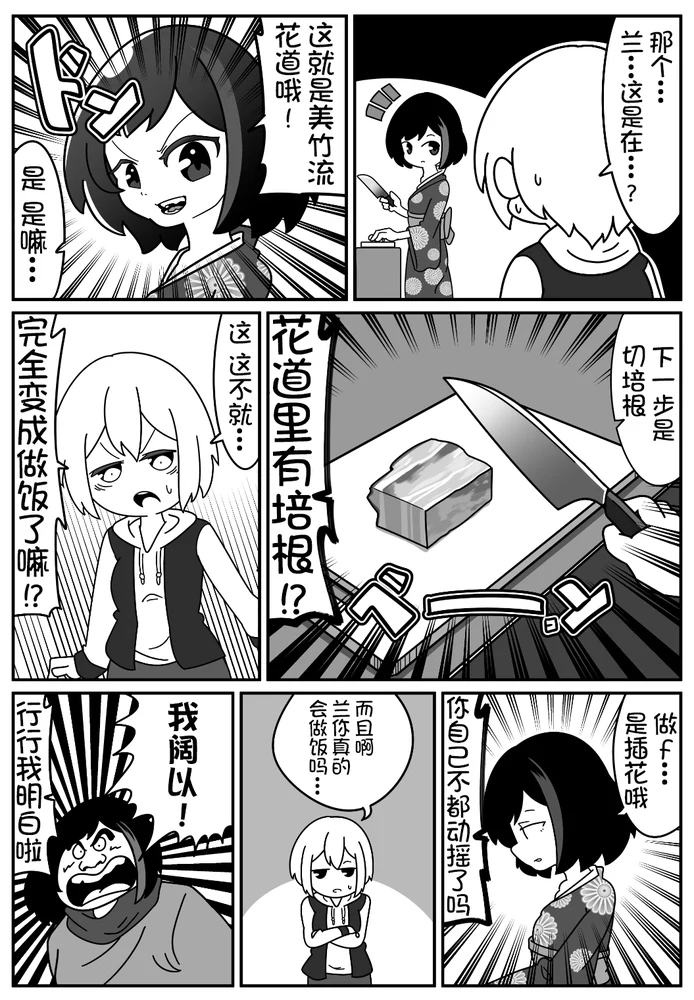 那个…
兰…这是在…?
这就是美竹流
花道哦!
ドン
是 是嘛…
下一步是
切培根
花道里有培根!?
ベーコン
这 这不就…
完全变成做饭了嘛!?
做f…
是插花哦
你自己不都动摇了吗
而且啊
兰你真的
会做饭吗…
我阔以!
行行我明白啦